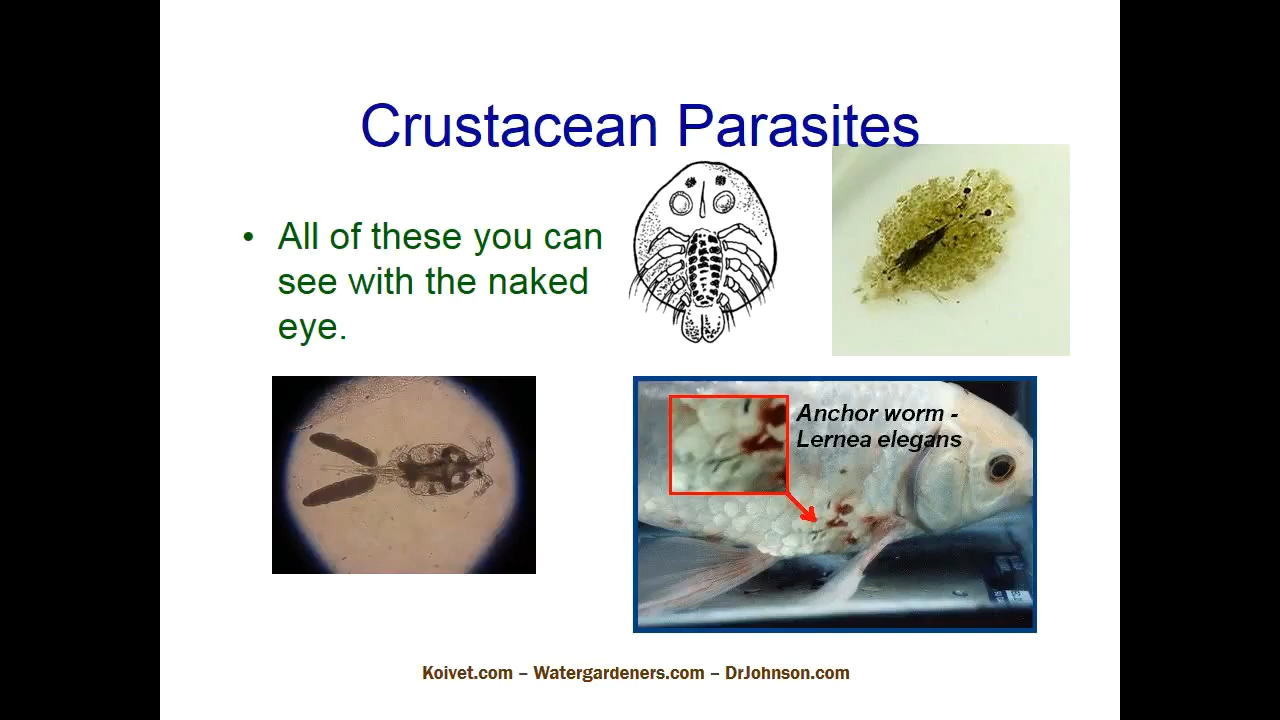 Crustacean Parasites
• All of these you can
see with the naked
eye.
Anchor worm -
Lernea elegans
Koivet.com – Watergardeners.com – DrJohnson.com